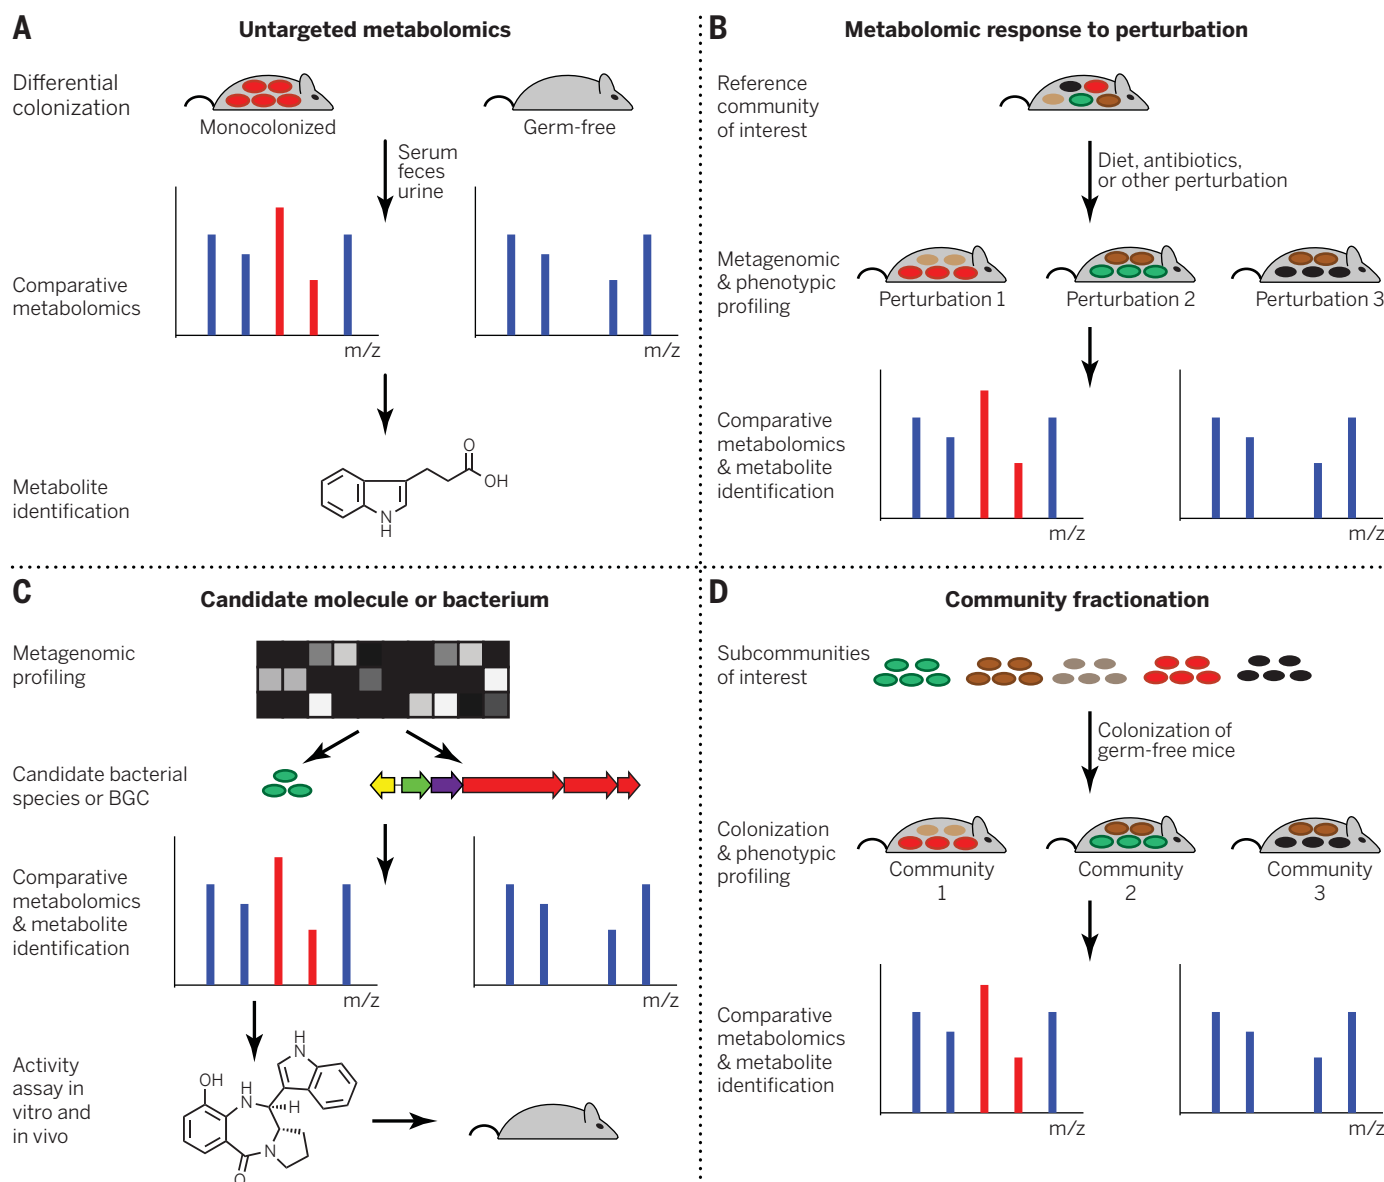 A
Untargeted metabolomics
Differential
colonization
Monocolonized
Germ-free
Serum
feces
urine
Comparative
metabolomics
m/z
m/z
Metabolite
identification
O
OH
N
H
B
Metabolomic response to perturbation
Reference
community
of interest
Diet, antibiotics,
or other perturbation
Metagenomic
& phenotypic
profiling
Perturbation 1
Perturbation 2
Perturbation 3
Comparative
metabolomics
& metabolite
identification
m/z
m/z
C
Candidate molecule or bacterium
Metagenomic
profiling
Candidate bacterial
species or BGC
Comparative
metabolomics
& metabolite
identification
m/z
m/z
Activity
assay in
vitro and
in vivo
H
N
OH
H
N
H
N
O
D
Community fractionation
Subcommunities
of interest
Colonization of
germ-free mice
Colonization
& phenotypic
profiling
Community
1
Community
2
Community
3
Comparative
metabolomics
& metabolite
identification
m/z
m/z